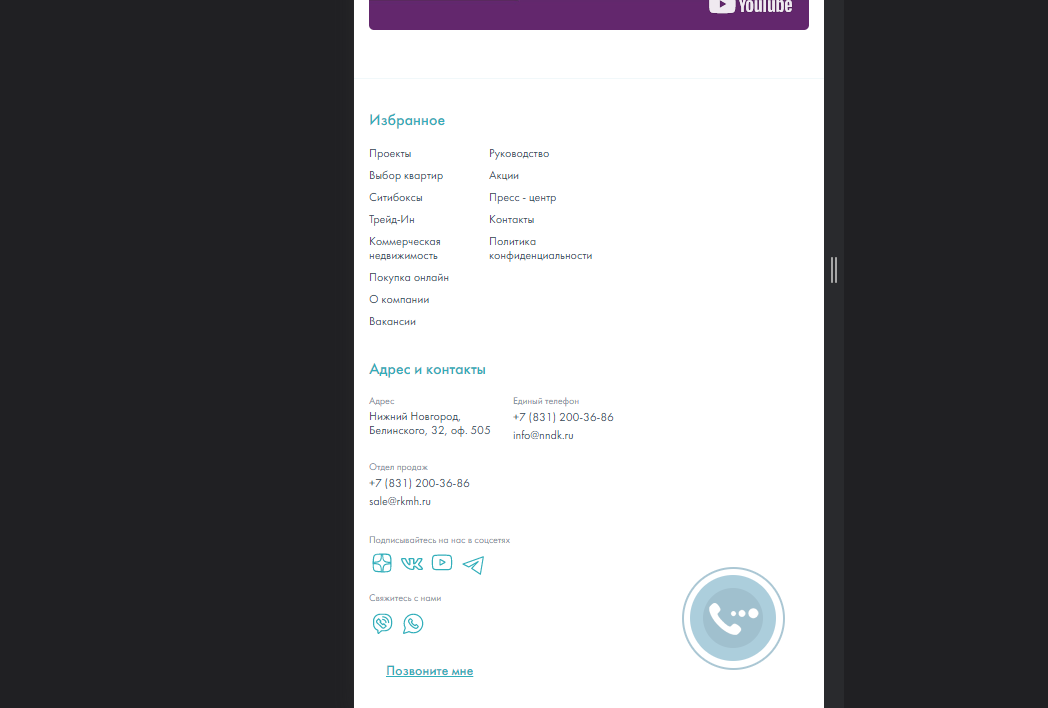 YouTube
Избранное
Проекты
Выбор квартир
Ситибоксы
Трейд-Ин
Коммерческая
недвижимость
Покупка онлайн
О компании
Вакансии
Руководство
Акции
Пресс - центр
Контакты
Политика
конфиденциальности
Адрес и контакты
Адрес
Нижний Новгород,
Белинского, 32, оф. 505
Единый телефон
+7 (831) 200-36-86
info@nndk.ru
Отдел продаж
+7 (831) 200-36-86
sale@rkmh.ru
Подписывайтесь на нас в соцсетях
Свяжитесь с нами
Позвоните мне